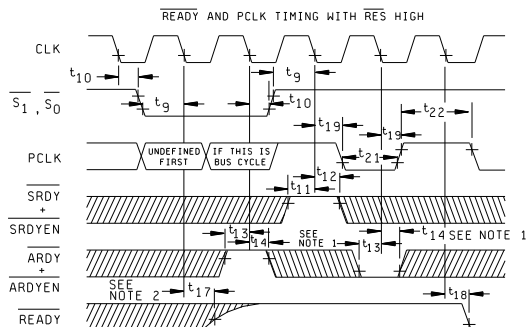 READY AND PCLK TIMING WITH RES HIGH
CLK
t10
t9
S1 , S0
t9
t10
t19
t19
t22
PCLK
UNDEFINED FIRST
IF THIS IS BUS CYCLE
t21
t11
t12
SRDY
+
SRDYEN
t13
t14
SEE NOTE 1
t13
t14 SEE NOTE 1
ARDY
+
ARDYEN
SEE NOTE 2
t17
t18
READY